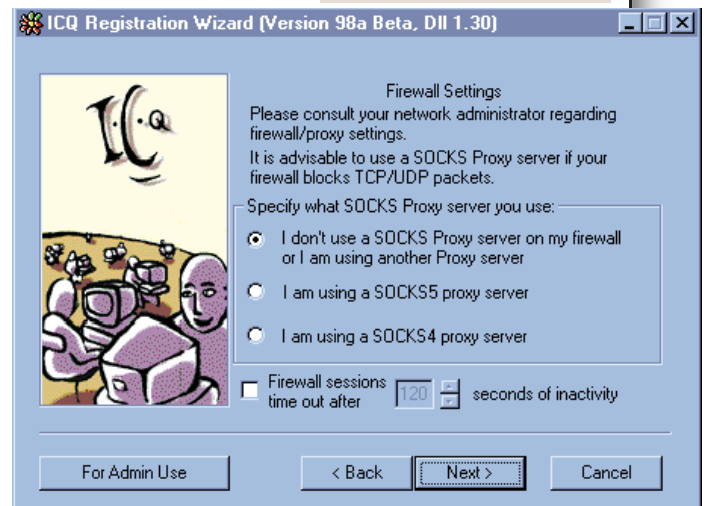 ICQ Registration Wizard (Version 98a Beta, Dll 1.30)
ICQ
Firewall Settings
Please consult your network administrator regarding
firewall/proxy settings.
It is advisable to use a SOCKS Proxy server if your
firewall blocks TCP/UDP packets.
Specify what SOCKS Proxy server you use:
I don't use a SOCKS Proxy server on my firewall
or I am using another Proxy server
I am using a SOCKS5 proxy server
I am using a SOCKS4 proxy server
Firewall sessions
time out after 120 seconds of inactivity
For Admin Use < Back Next > Cancel